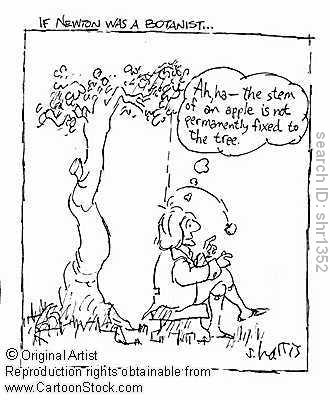 IF NEWTON WAS A BOTANIST...
Ah, ha— the stem
of an apple is not
permanently fixed to
the tree.
search ID: shr1352
s. harris
© Original Artist
Reproduction rights obtainable from
www.CartoonStock.com